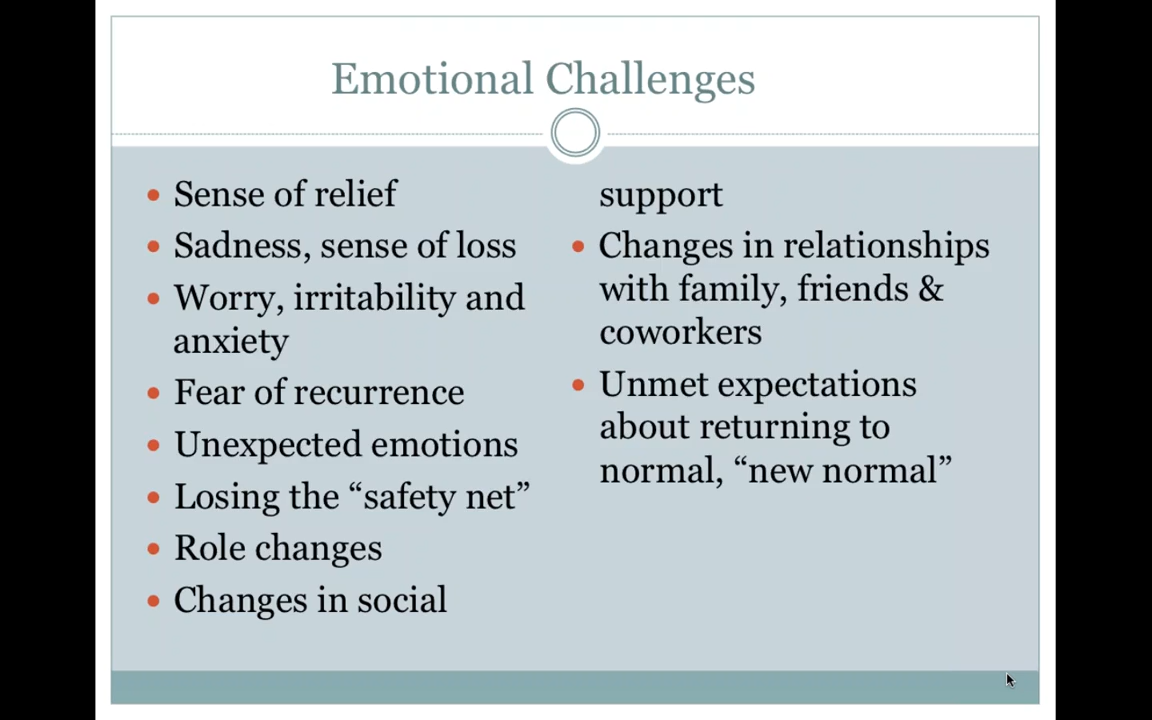 Emotional Challenges
• Sense of relief
• Sadness, sense of loss
• Worry, irritability and
anxiety
• Fear of recurrence
• Unexpected emotions
• Losing the “safety net”
• Role changes
• Changes in social
support
• Changes in relationships
with family, friends &
coworkers
• Unmet expectations
about returning to
normal, “new normal”